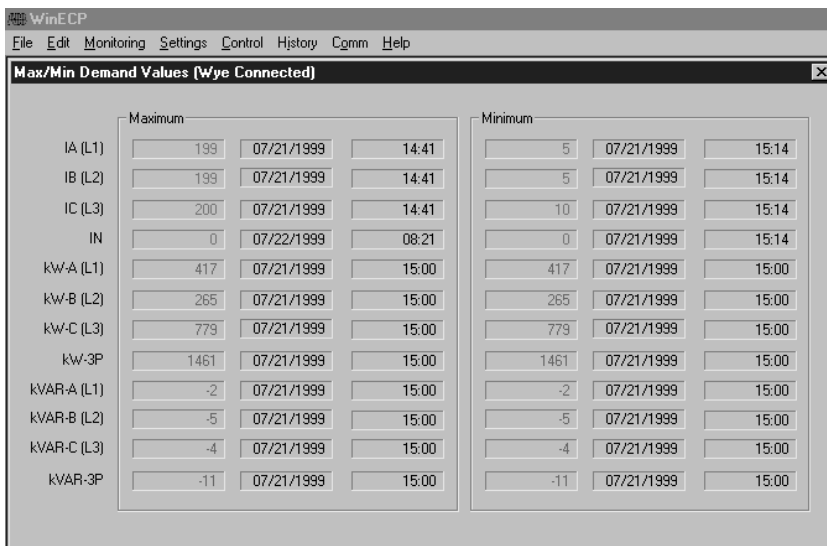 WinECP
File Edit Monitoring Settings Control History Comm Help
Max/Min Demand Values (Wye Connected)
Maximum Minimum
IA (L1) 199 07/21/1999 14:41 5 07/21/1999 15:14
IB (L2) 199 07/21/1999 14:41 5 07/21/1999 15:14
IC (L3) 200 07/21/1999 14:41 10 07/21/1999 15:14
IN 0 07/22/1999 08:21 0 07/21/1999 15:14
kW-A (L1) 417 07/21/1999 15:00 417 07/21/1999 15:00
kW-B (L2) 265 07/21/1999 15:00 265 07/21/1999 15:00
kW-C (L3) 779 07/21/1999 15:00 779 07/21/1999 15:00
kW-3P 1461 07/21/1999 15:00 1461 07/21/1999 15:00
kVAR-A (L1) -2 07/21/1999 15:00 -2 07/21/1999 15:00
kVAR-B (L2) -5 07/21/1999 15:00 -5 07/21/1999 15:00
kVAR-C (L3) -4 07/21/1999 15:00 -4 07/21/1999 15:00
kVAR-3P -11 07/21/1999 15:00 -11 07/21/1999 15:00